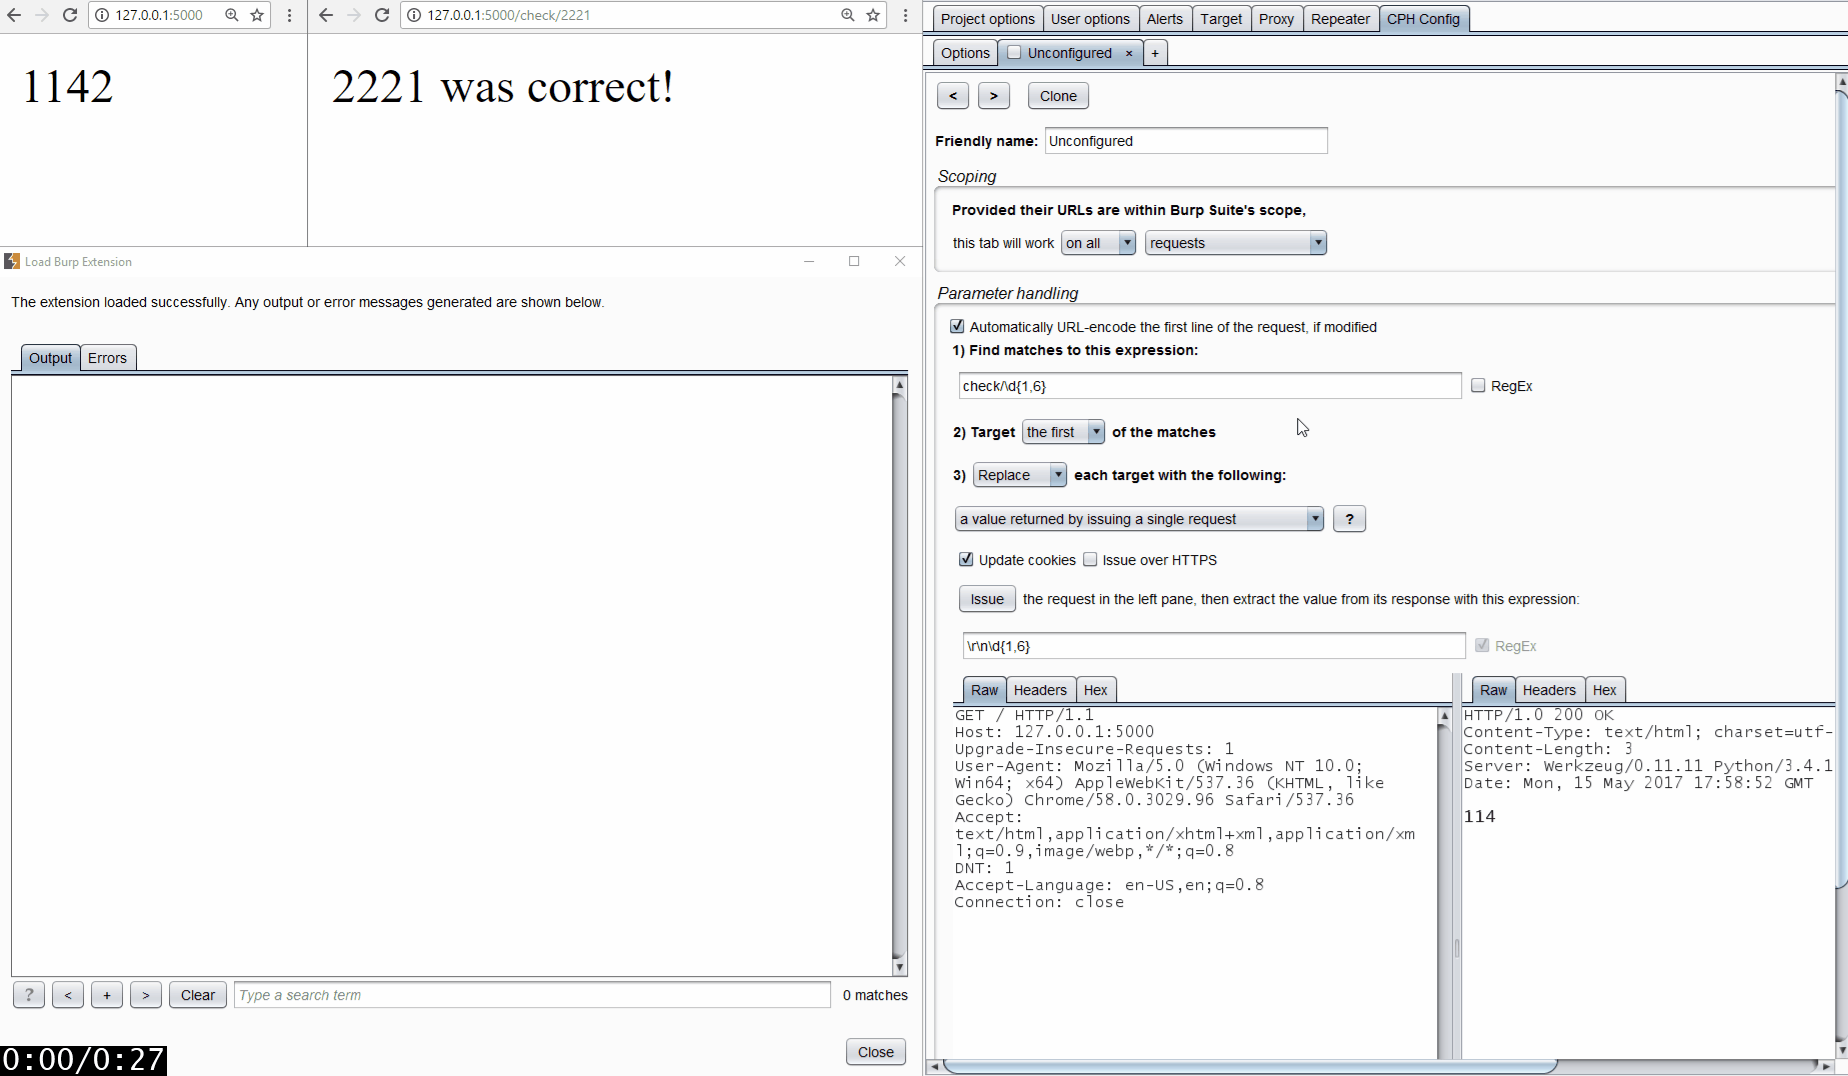 127.0.0.1:5000
127.0.0.1:5000/check/2221
1142
2221 was correct!
Load Burp Extension
The extension loaded successfully. Any output or error messages generated are shown below.
Output Errors
? < + > Clear Type a search term 0 matches
Close
0:00/0:27
Project options User options Alerts Target Proxy Repeater CPH Config
Options Unconfigured × +
< > Clone
Friendly name: Unconfigured
Scoping
Provided their URLs are within Burp Suite's scope,
this tab will work on all requests
Parameter handling
Automatically URL-encode the first line of the request, if modified
1) Find matches to this expression:
check/\d{1,6} RegEx
2) Target the first of the matches
3) Replace each target with the following:
a value returned by issuing a single request ?
Update cookies Issue over HTTPS
Issue the request in the left pane, then extract the value from its response with this expression:
\r\n\d{1,6} RegEx
Raw Headers Hex
GET / HTTP/1.1
Host: 127.0.0.1:5000
Upgrade-Insecure-Requests: 1
User-Agent: Mozilla/5.0 (Windows NT 10.0;
Win64; x64) AppleWebKit/537.36 (KHTML, like
Gecko) Chrome/58.0.3029.96 Safari/537.36
Accept:
text/html,application/xhtml+xml,application/xm
l;q=0.9,image/webp,*/*;q=0.8
DNT: 1
Accept-Language: en-US,en;q=0.8
Connection: close
Raw Headers Hex
HTTP/1.0 200 OK
Content-Type: text/html; charset=utf-
Content-Length: 3
Server: Werkzeug/0.11.11 Python/3.4.1
Date: Mon, 15 May 2017 17:58:52 GMT
114